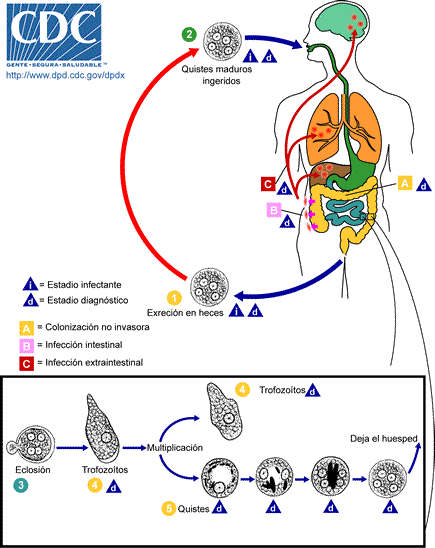 CDC
GENTE•SEGURA•SALUDABLE™
http://www.dpd.cdc.gov/dpdx
2
Quistes maduros
ingeridos
i d
C
d
B
d
A
d
1
Exreción en heces
i d
i = Estadio infectante
d = Estadio diagnóstico
A = Colonización no invasora
B = Infección intestinal
C = Infección extraintestinal
4 Trofozoítos
d
Deja el huesped
Multiplicación
Eclosión
3
Trofozoítos
4 d
5 Quistes
d d d d